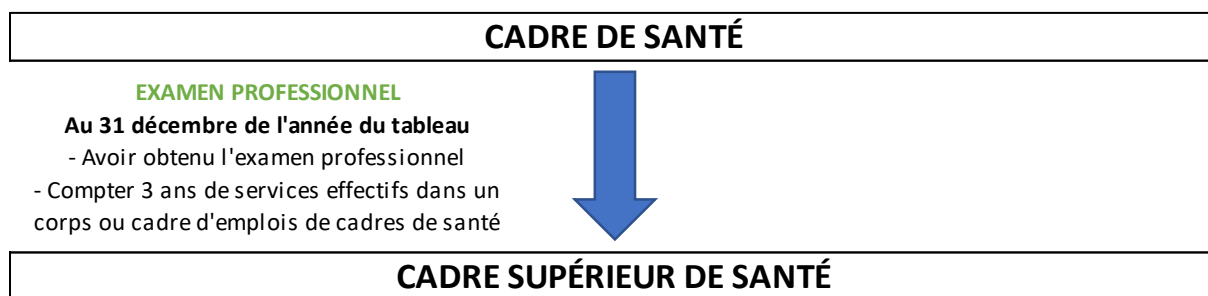 CADRE DE SANTÉ
EXAMEN PROFESSIONNEL
Au 31 décembre de l'année du tableau
- Avoir obtenu l'examen professionnel
- Compter 3 ans de services effectifs dans un
corps ou cadre d'emplois de cadres de santé
CADRE SUPÉRIEUR DE SANTÉ